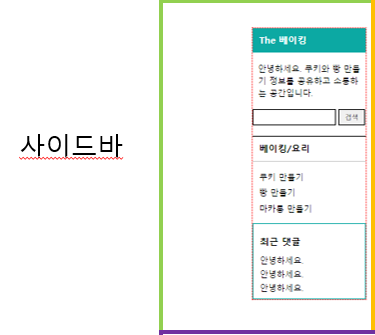 사이드바
The 베이킹
안녕하세요. 쿠키와 빵 만들
기 정보를 공유하고 소통하
는 공간입니다.
검색
베이킹/요리
쿠키 만들기
빵 만들기
마카롱 만들기
최근 댓글
안녕하세요.
안녕하세요.
안녕하세요.